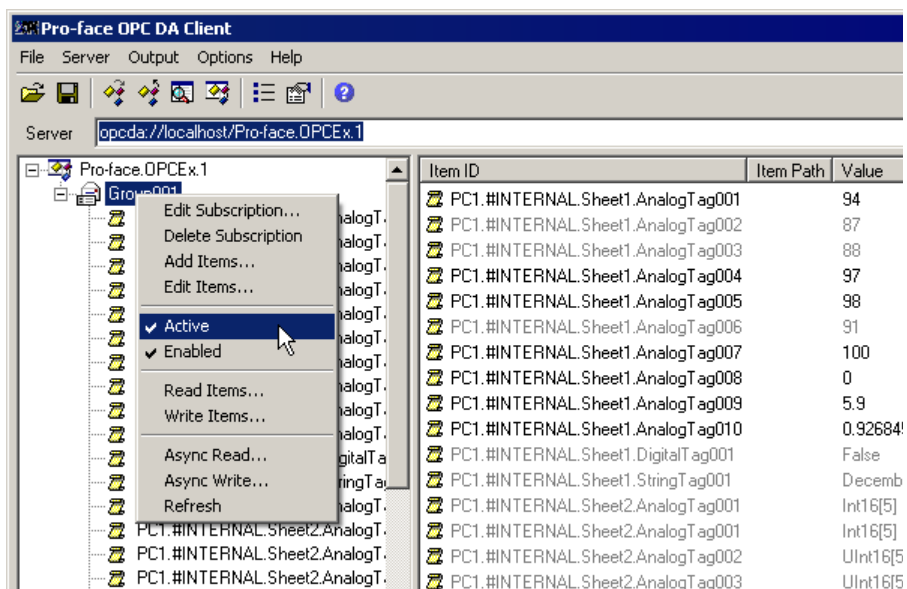 Pro-face OPC DA Client
File Server Output Options Help
Server opcda://localhost/Pro-face.OPCEx.1
Pro-face.OPCEx.1
Group001
Edit Subscription...
Delete Subscription
Add Items...
Edit Items...
Active
Enabled
Read Items...
Write Items...
Async Read...
Async Write...
Refresh
PC1.#INTERNAL.Sheet2.AnalogT
PC1.#INTERNAL.Sheet2.AnalogT
PC1.#INTERNAL.Sheet2.AnalogT
Item ID Item Path Value
PC1.#INTERNAL.Sheet1.AnalogTag001 94
PC1.#INTERNAL.Sheet1.AnalogTag002 87
PC1.#INTERNAL.Sheet1.AnalogTag003 88
PC1.#INTERNAL.Sheet1.AnalogTag004 97
PC1.#INTERNAL.Sheet1.AnalogTag005 98
PC1.#INTERNAL.Sheet1.AnalogTag006 91
PC1.#INTERNAL.Sheet1.AnalogTag007 100
PC1.#INTERNAL.Sheet1.AnalogTag008 0
PC1.#INTERNAL.Sheet1.AnalogTag009 5.9
PC1.#INTERNAL.Sheet1.AnalogTag010 0.926845
PC1.#INTERNAL.Sheet1.DigitalTag001 False
PC1.#INTERNAL.Sheet1.StringTag001 Decemb
PC1.#INTERNAL.Sheet2.AnalogTag001 Int16[5]
PC1.#INTERNAL.Sheet2.AnalogTag001 Int16[5]
PC1.#INTERNAL.Sheet2.AnalogTag002 UInt16[5
PC1.#INTERNAL.Sheet2.AnalogTag003 UInt16[5